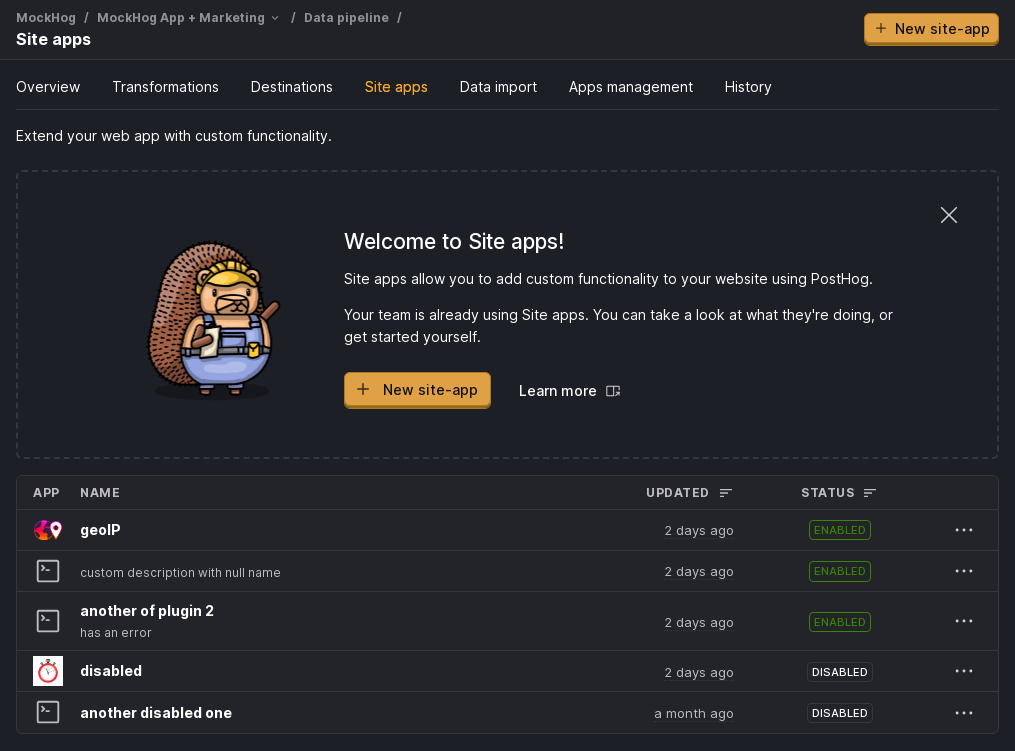 MockHog / MockHog App + Marketing / Data pipeline /
Site apps
New site-app
Overview Transformations Destinations Site apps Data import Apps management History
Extend your web app with custom functionality.
Welcome to Site apps!
Site apps allow you to add custom functionality to your website using PostHog.
Your team is already using Site apps. You can take a look at what they're doing, or
get started yourself.
New site-app Learn more
APP NAME UPDATED STATUS
geoIP 2 days ago ENABLED
custom description with null name 2 days ago ENABLED
another of plugin 2
has an error 2 days ago ENABLED
disabled 2 days ago DISABLED
another disabled one a month ago DISABLED